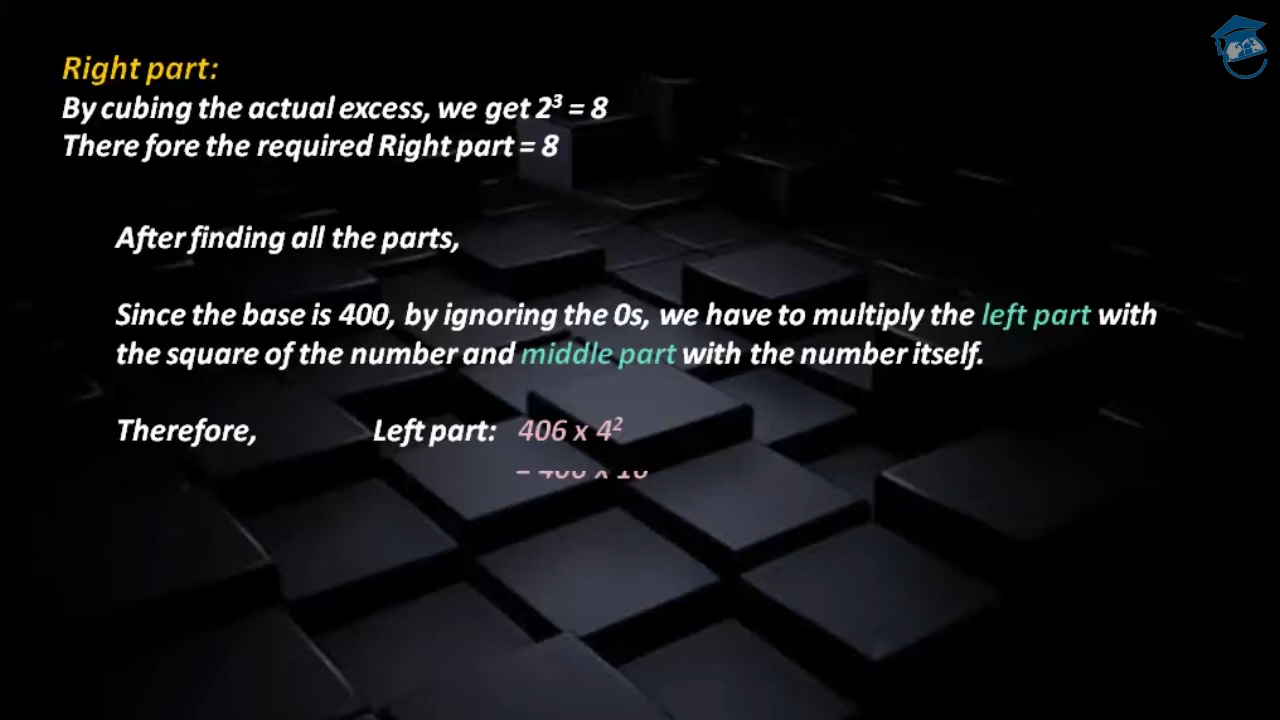 Right part:
By cubing the actual excess, we get 2³ = 8
There fore the required Right part = 8
After finding all the parts,
Since the base is 400, by ignoring the 0s, we have to multiply the left part with
the square of the number and middle part with the number itself.
Therefore, Left part: 406 x 4²